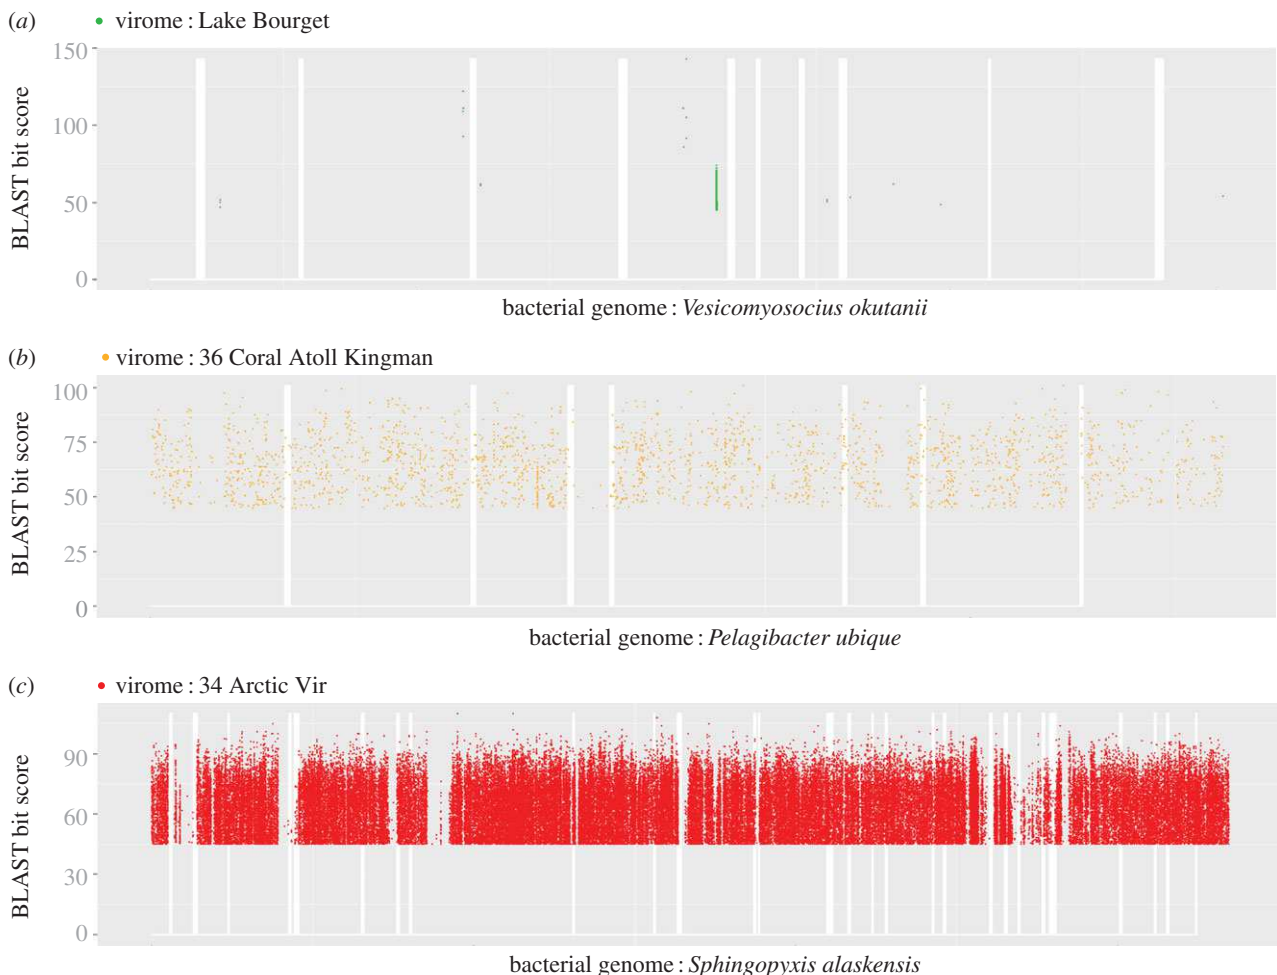 (a)
virome : Lake Bourget
150
100
50
0
BLAST bit score
bacterial genome : Vesicomyosocius okutanii
(b)
virome : 36 Coral Atoll Kingman
100
75
50
25
0
BLAST bit score
bacterial genome : Pelagibacter ubique
(c)
virome : 34 Arctic Vir
90
60
30
0
BLAST bit score
bacterial genome : Sphingopyxis alaskensis